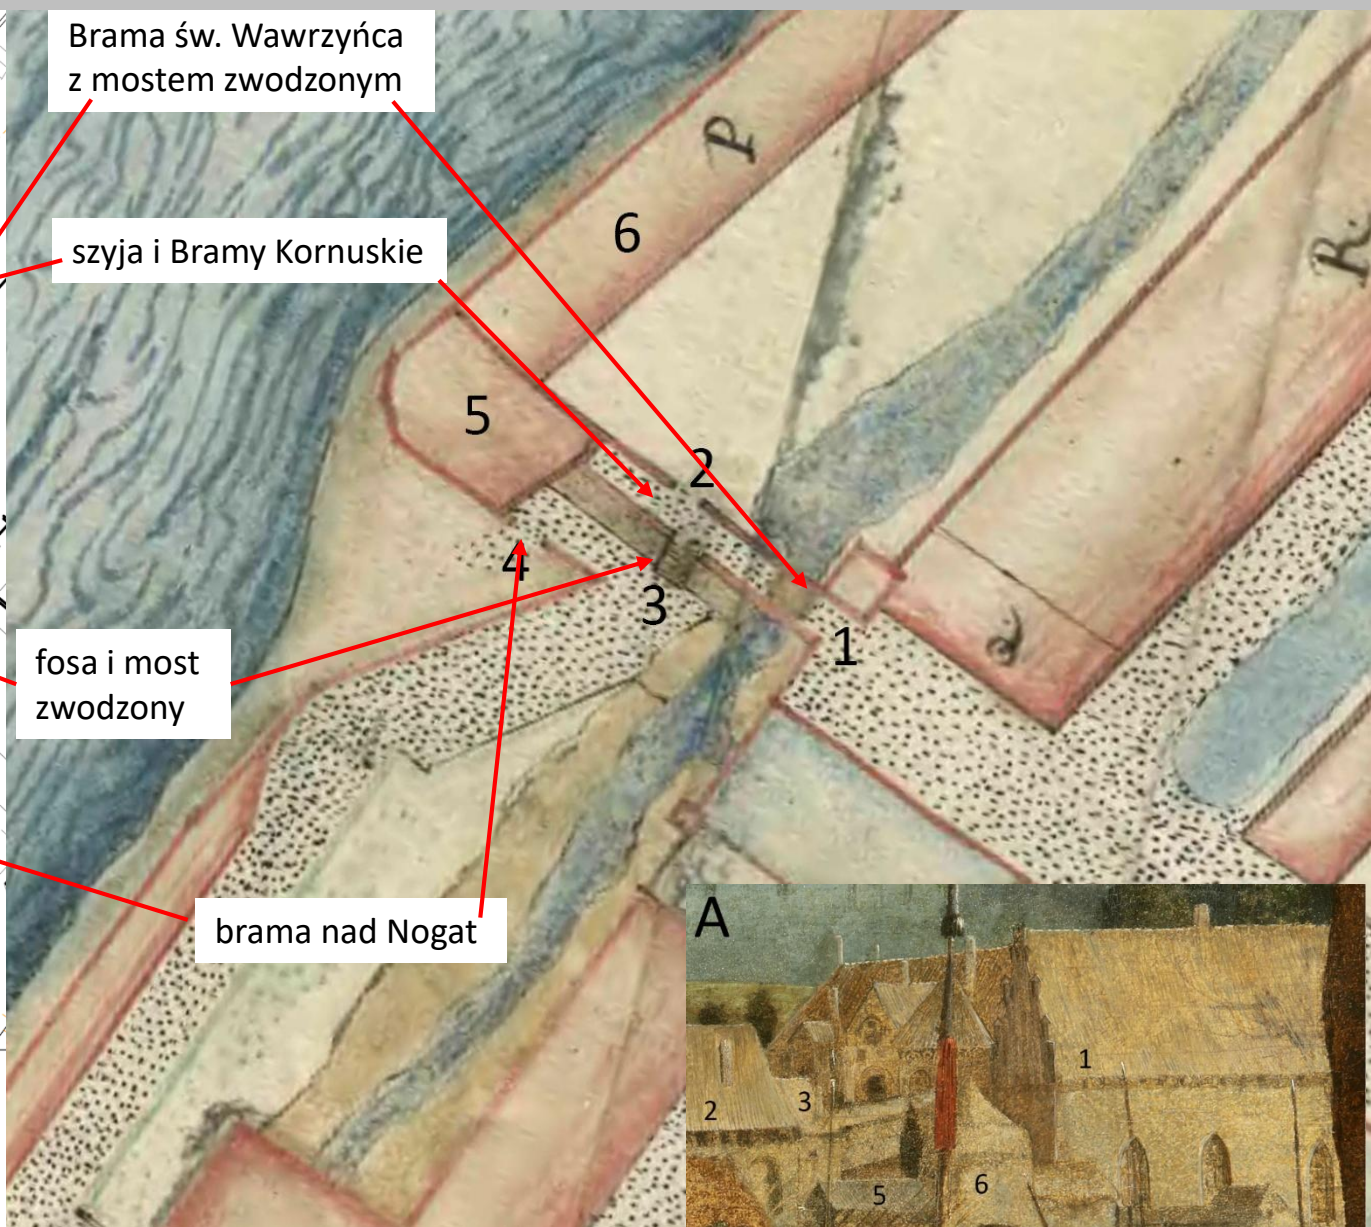 Brama św. Wawrzyńca
z mostem zwodzonym
P
6
szyja i Bramy Kornuskie
R.
5
2
4
3
1
fosa i most
zwodzony
brama nad Nogat
A
1
2
3
5
6